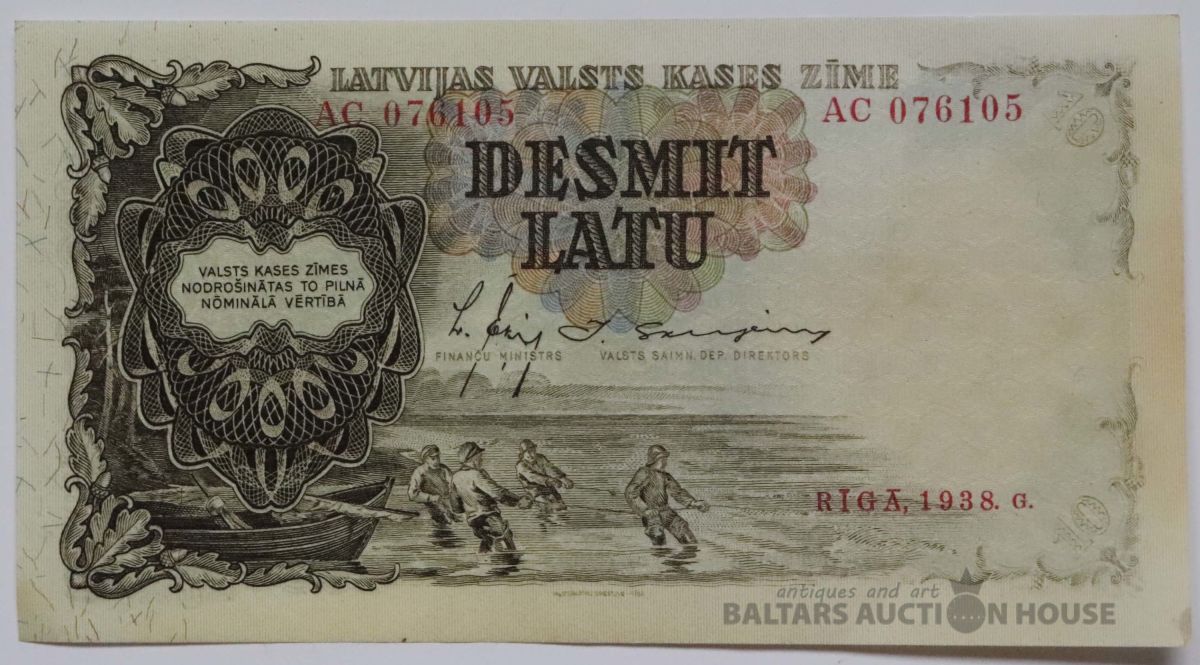 LATVIJAS VALSTS KASES ZĪME
AC 076105
AC 076105
DESMIT
LATU
VALSTS KASES ZĪMES
NODROŠINĀTAS TO PILNĀ
NŌMINĀLĀ VĒRTĪBĀ
FINANČU MINISTRS
VALSTS SAIMN. DEP. DIREKTORS
RĪGĀ, 1938. G.
antiques and art
BALTARS AUCTION HOUSE